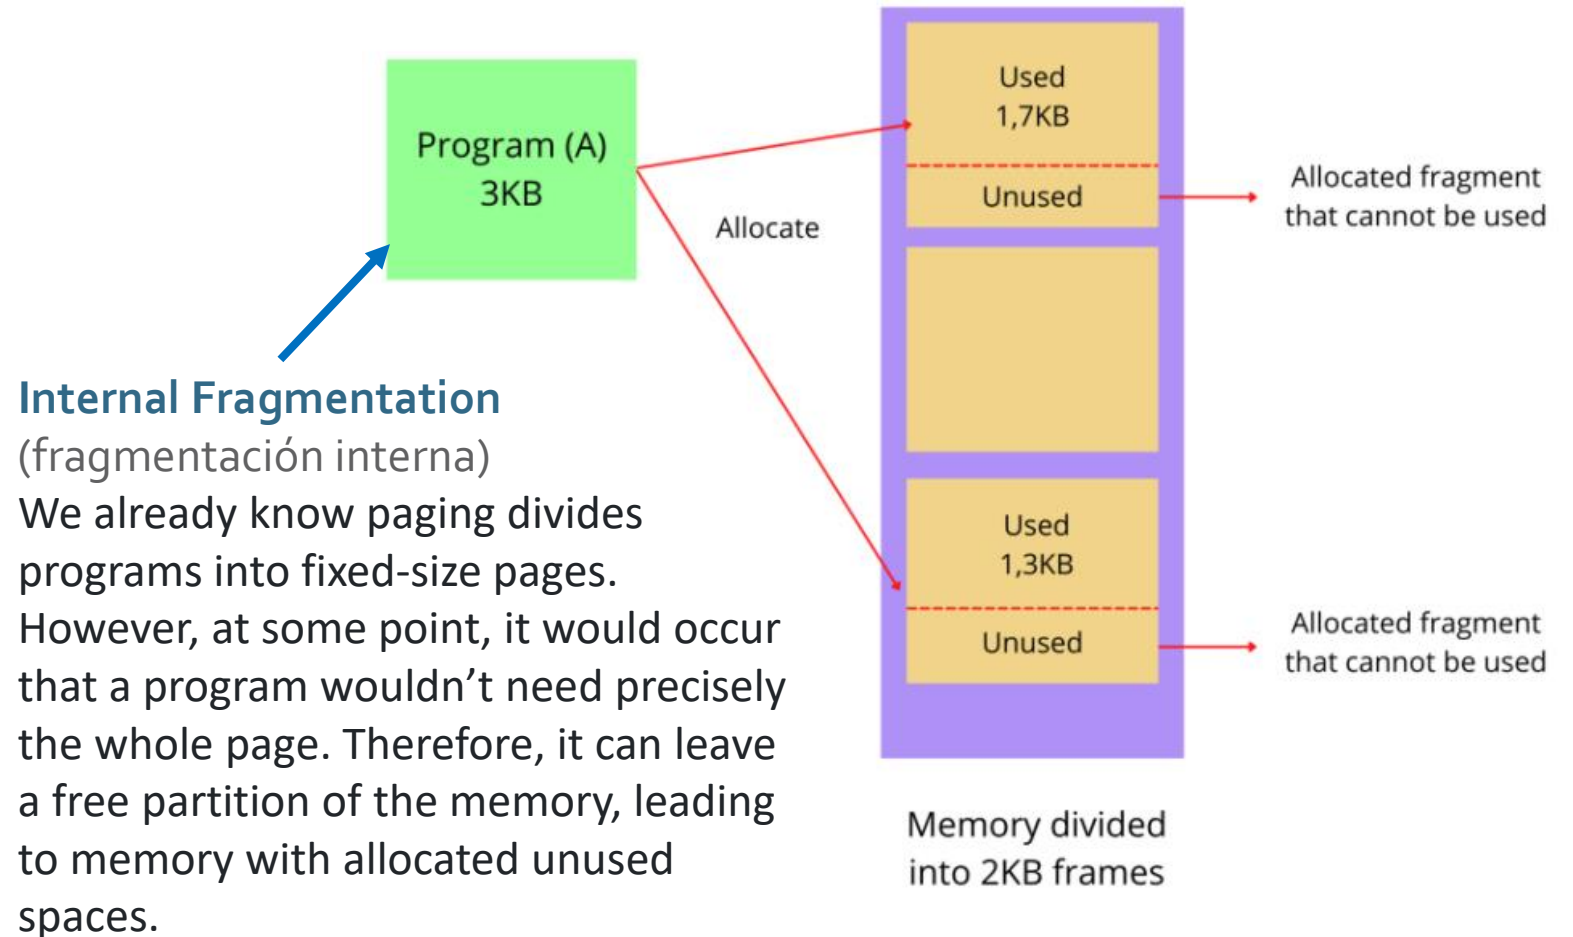 Program (A)
3KB
Allocate
Used
1,7KB
Unused
Allocated fragment
that cannot be used
Used
1,3KB
Unused
Allocated fragment
that cannot be used
Memory divided
into 2KB frames
Internal Fragmentation
(fragmentación interna)
We already know paging divides
programs into fixed-size pages.
However, at some point, it would occur
that a program wouldn’t need precisely
the whole page. Therefore, it can leave
a free partition of the memory, leading
to memory with allocated unused
spaces.